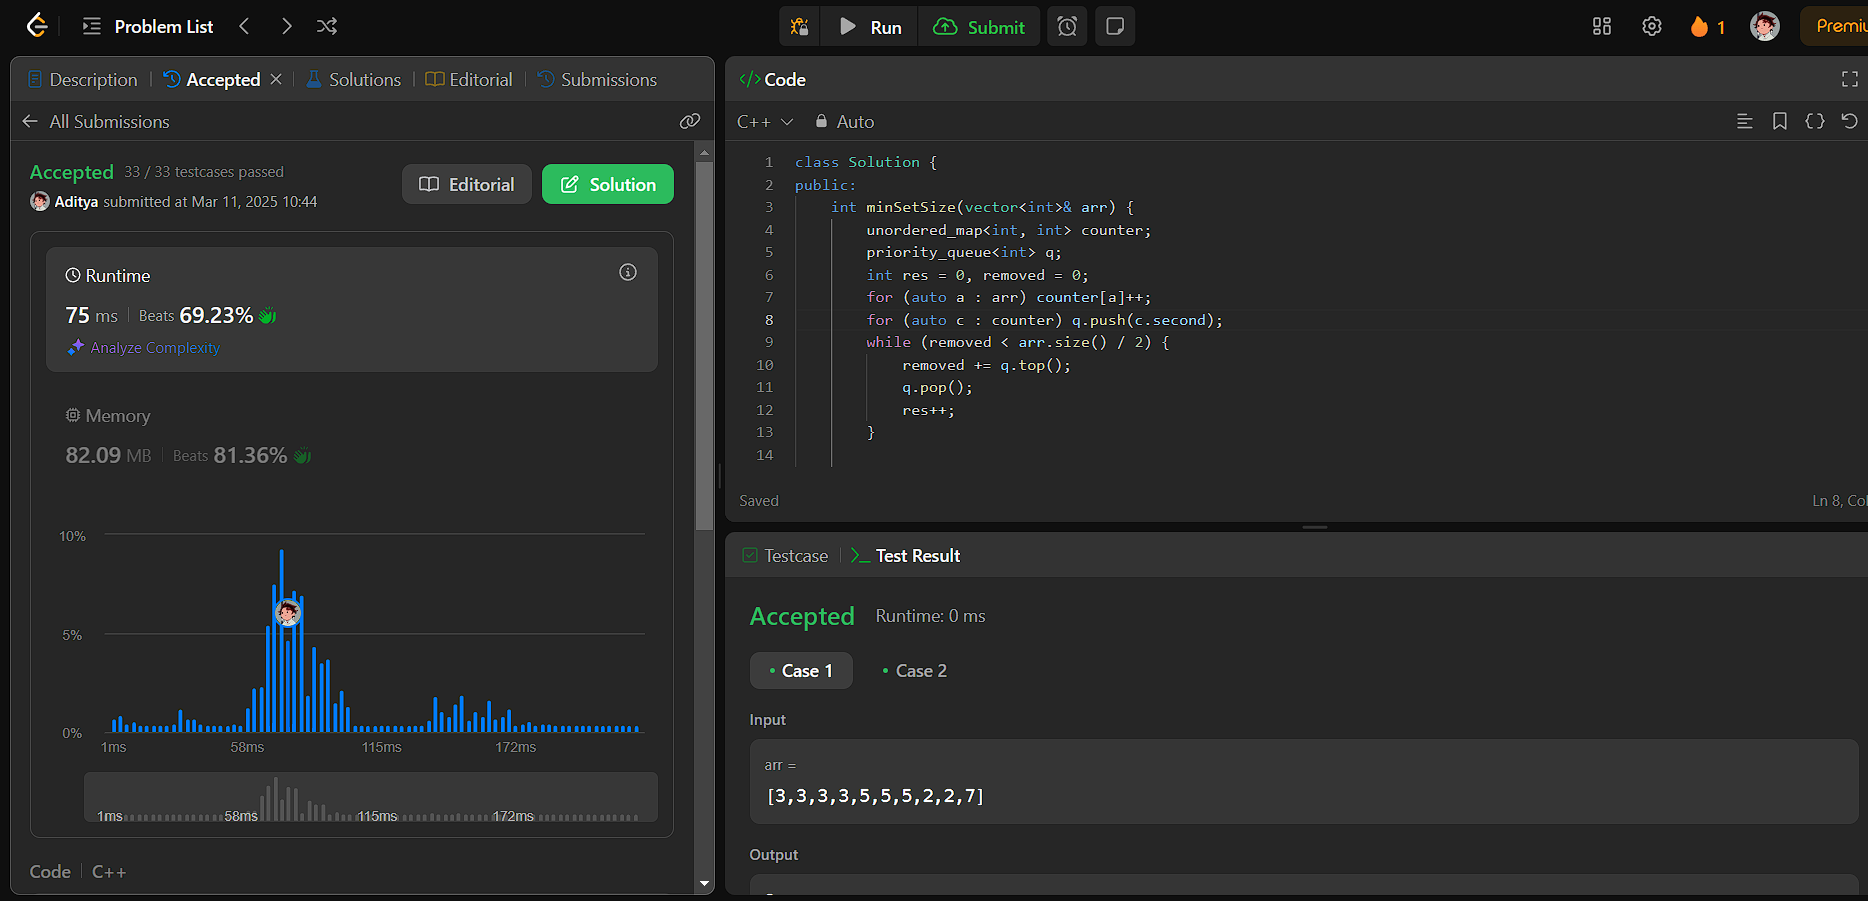 Problem List
Run
Submit
1
Premiu
Description
Accepted
Solutions
Editorial
Submissions
All Submissions
Accepted 33 / 33 testcases passed
Aditya submitted at Mar 11, 2025 10:44
Editorial
Solution
Runtime
75 ms Beats 69.23%
Analyze Complexity
Memory
82.09 MB Beats 81.36%
10%
5%
0%
1ms 58ms 115ms 172ms
1ms 58ms 115ms 172ms
Code C++
</> Code
C++ Auto
1 class Solution {
2 public:
3 int minSetSize(vector<int>& arr) {
4 unordered_map<int, int> counter;
5 priority_queue<int> q;
6 int res = 0, removed = 0;
7 for (auto a : arr) counter[a]++;
8 for (auto c : counter) q.push(c.second);
9 while (removed < arr.size() / 2) {
10 removed += q.top();
11 q.pop();
12 res++;
13 }
14
Saved
Ln 8, Col
Testcase
Test Result
Accepted Runtime: 0 ms
Case 1 Case 2
Input
arr =
[3,3,3,3,5,5,5,2,2,7]
Output